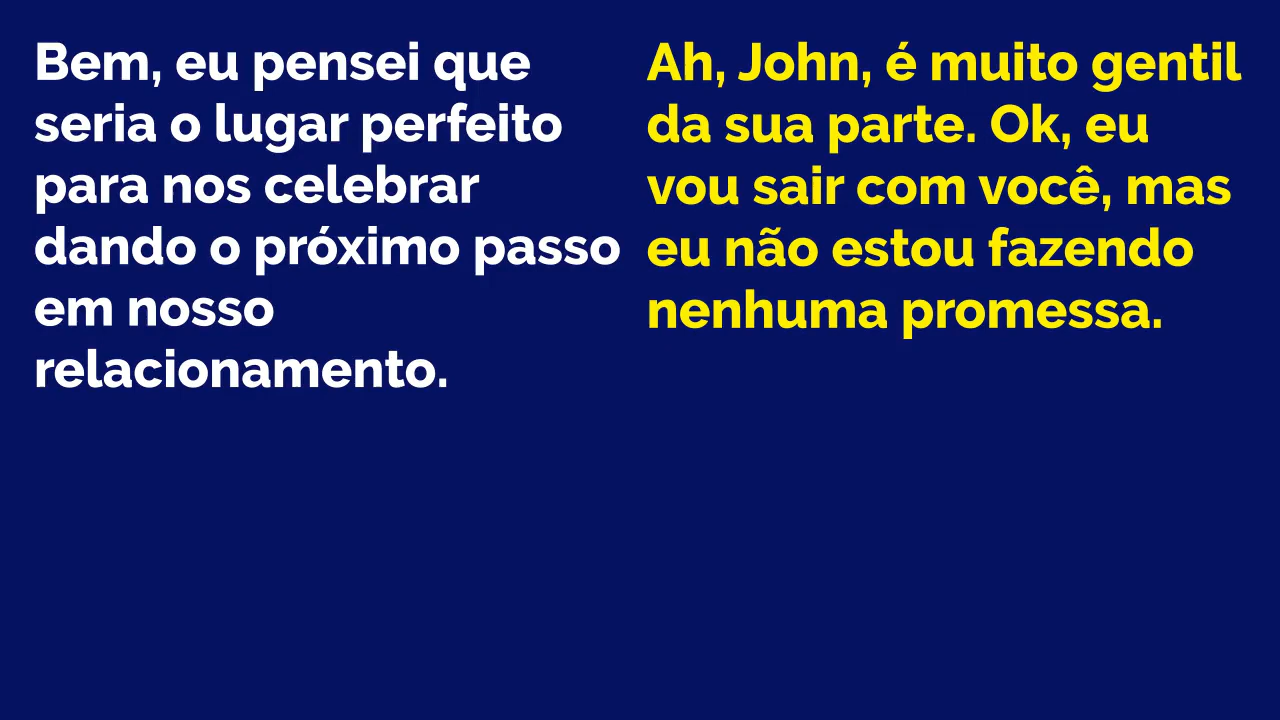 Bem, eu pensei que
seria o lugar perfeito
para nos celebrar
dando o próximo passo
em nosso
relacionamento.
Ah, John, é muito gentil
da sua parte. Ok, eu
vou sair com você, mas
eu não estou fazendo
nenhuma promessa.